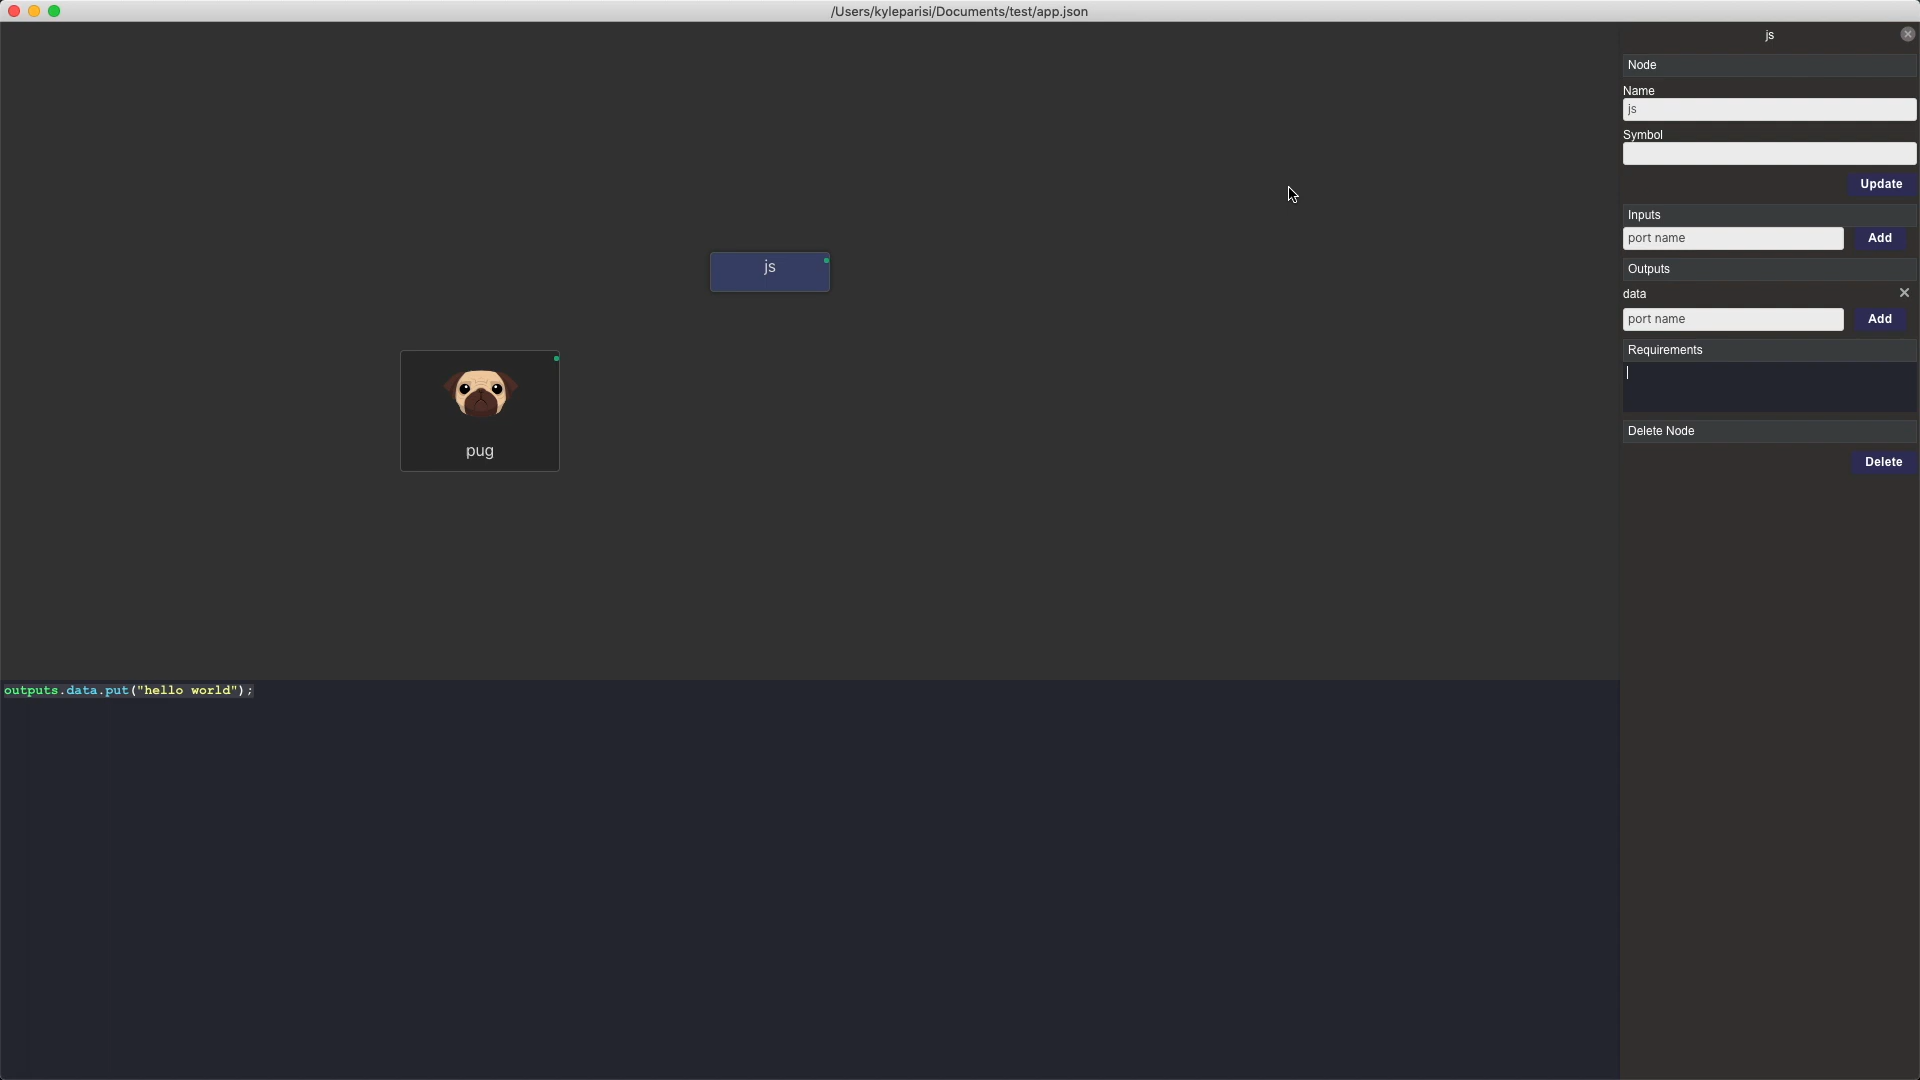 /Users/kyleparisi/Documents/test/app.json
js
Node
Name
js
Symbol
Update
Inputs
port name
Add
Outputs
data
port name
Add
Requirements
Delete Node
Delete
js
pug
outputs.data.put("hello world");